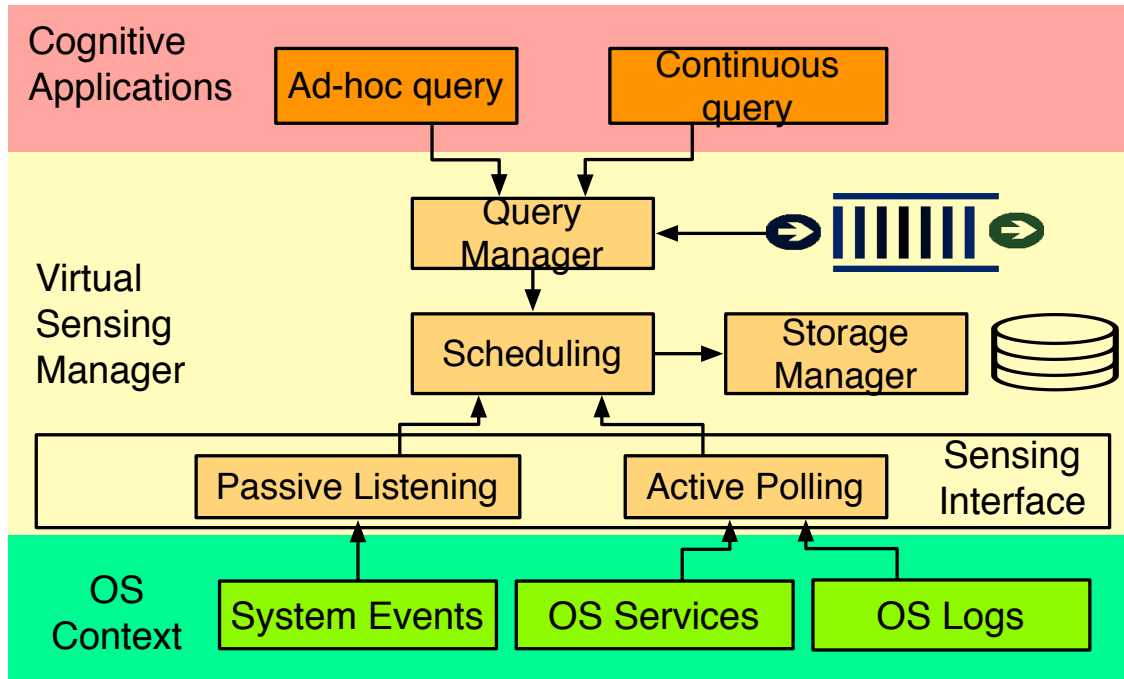 Cognitive
Applications
Ad-hoc query
Continuous
query
Query
Manager
Virtual
Sensing
Manager
Scheduling
Storage
Manager
Passive Listening
Active Polling
Sensing
Interface
OS
Context
System Events
OS Services
OS Logs